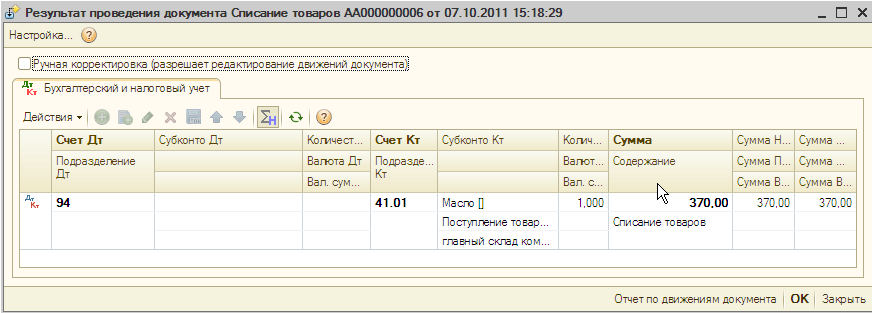 Результат проведения документа Списание товаров АА000000006 от 07.10.2011 15:18:29
Настройка...
Ручная корректировка (разрешает редактирование движений документа)
Дт Кт Бухгалтерский и налоговый учет
Действия
Счет Дт Субконто Дт Количест... Счет Кт Субконто Кт Колич... Сумма Сумма Н... Сумма ...
Подразделение Дт Валюта Дт Подразде... Кт Валют... Содержание Сумма П... Сумма ...
Вал. сум... Вал. с... Сумма В... Сумма ...
Дт Кт 94 41.01 Масло [] 1,000 370,00 370,00 370,00
Поступление товар... Списание товаров
главный склад ком...
Отчет по движениям документа OK Закрыть